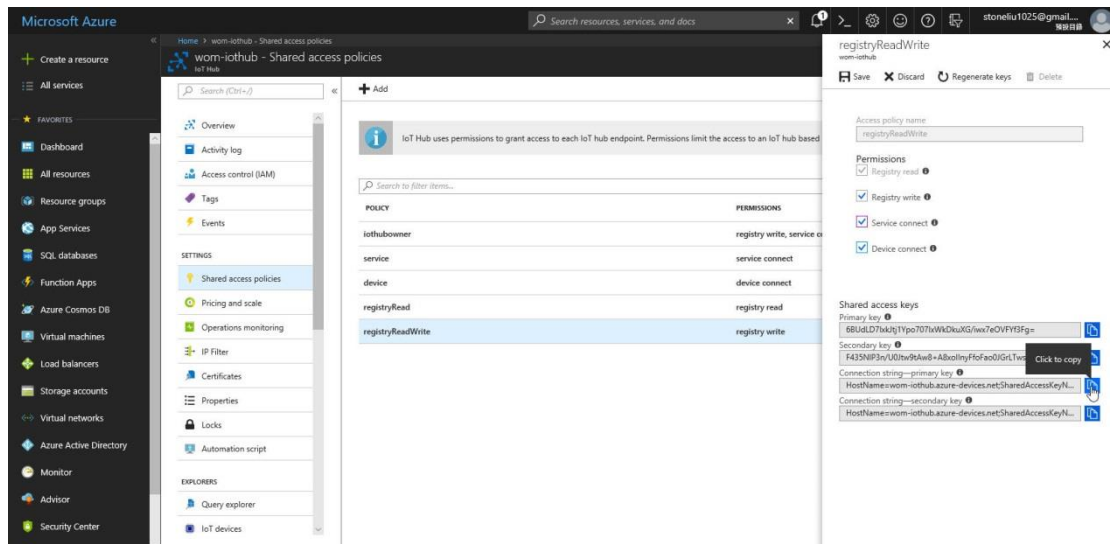 Microsoft Azure
Search resources, services, and docs
stoneliu1025@gmail....
預設目錄
Create a resource
All services
FAVORITES
Dashboard
All resources
Resource groups
App Services
SQL databases
Function Apps
Azure Cosmos DB
Virtual machines
Load balancers
Storage accounts
Virtual networks
Azure Active Directory
Monitor
Advisor
Security Center
Home > wom-iothub - Shared access policies
wom-iothub - Shared access policies
IoT Hub
Search (Ctrl+/)
Overview
Activity log
Access control (IAM)
Tags
Events
SETTINGS
Shared access policies
Pricing and scale
Operations monitoring
IP Filter
Certificates
Properties
Locks
Automation script
EXPLORERS
Query explorer
IoT devices
Add
IoT Hub uses permissions to grant access to each IoT hub endpoint. Permissions limit the access to an IoT hub based
Search to filter items...
POLICY PERMISSIONS
iothubowner registry write, service co
service service connect
device device connect
registryRead registry read
registryReadWrite registry write
registryReadWrite
wom-iothub
Save Discard Regenerate keys Delete
Access policy name
registryReadWrite
Permissions
Registry read
Registry write
Service connect
Device connect
Shared access keys
Primary key
Secondary key
Click to copy
Connection string—primary key
HostName=wom-iothub.azure-devices.net;SharedAccessKeyN...
Connection string—secondary key
HostName=wom-iothub.azure-devices.net;SharedAccessKeyN...